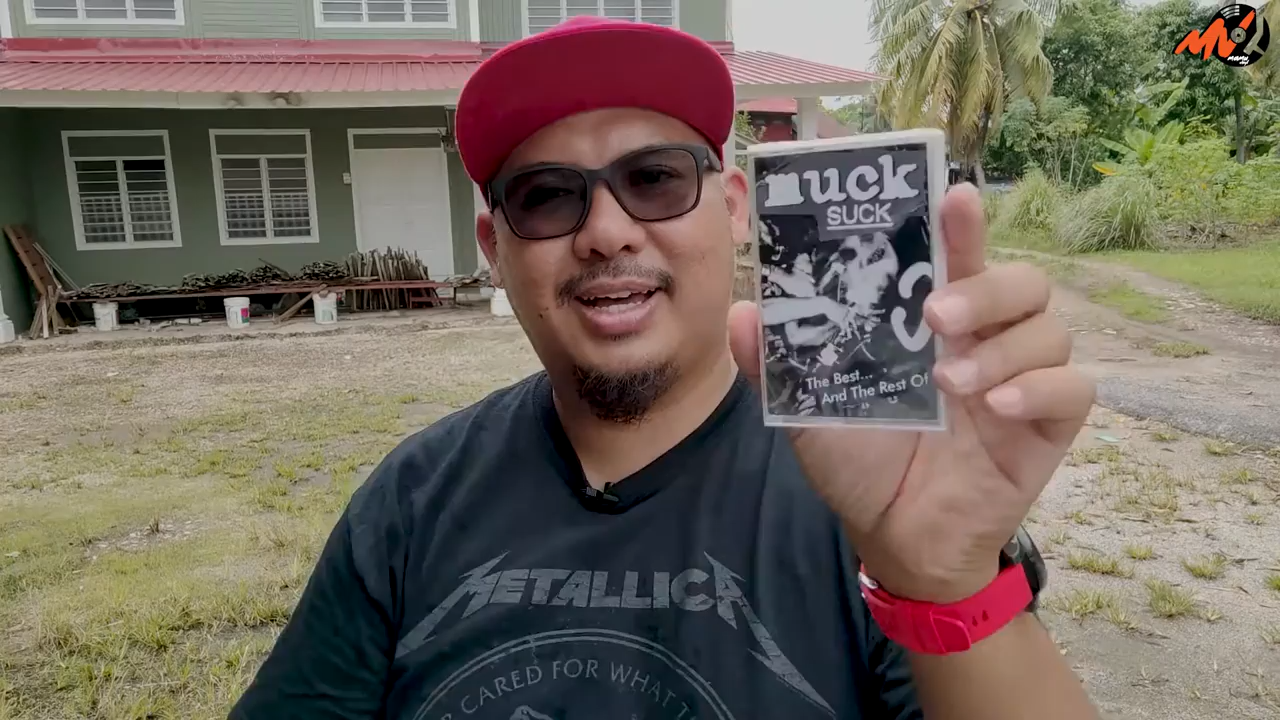 muck
SUCK
The Best...
And The Rest Of
METALLICA
CARED FOR WHAT